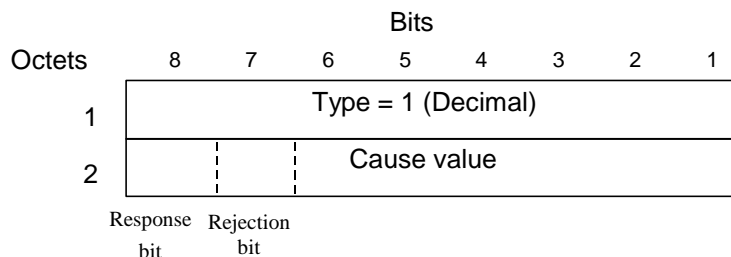 Bits
Octets 8 7 6 5 4 3 2 1
1 Type = 1 (Decimal)
2 Cause value
Response Rejection
bit bit